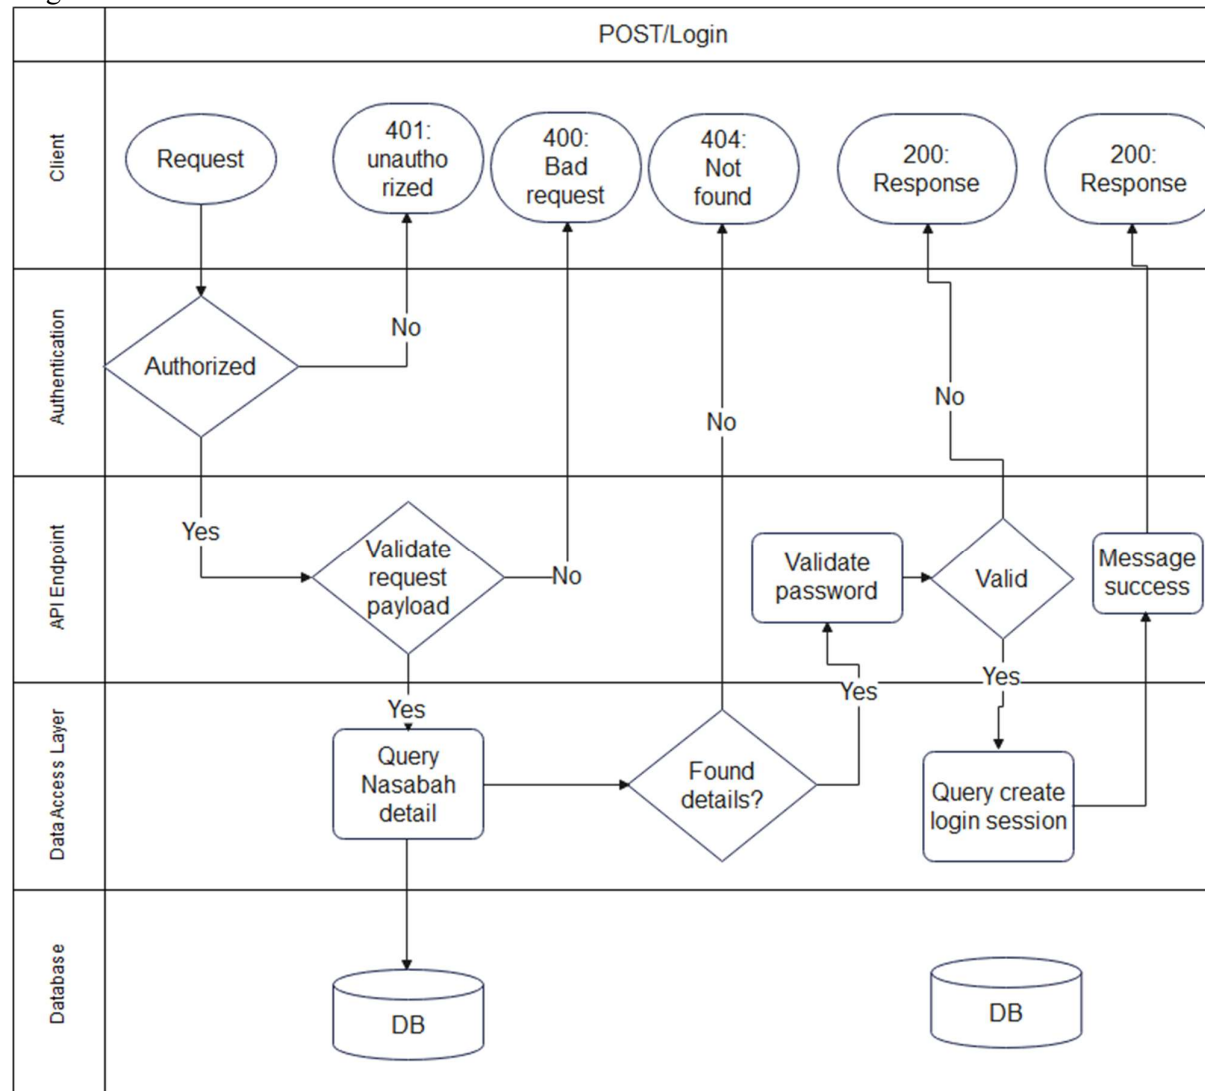 POST/Login
Client
Request
401:
unautho
rized
400:
Bad
request
404:
Not
found
200:
Response
200:
Response
Authentication
Authorized
No
No
No
API Endpoint
Yes
Validate
request
payload
No
Validate
password
Valid
Message
success
Data Access Layer
Yes
Yes
Yes
Query
Nasabah
detail
Found
details?
Query create
login session
Database
DB
DB